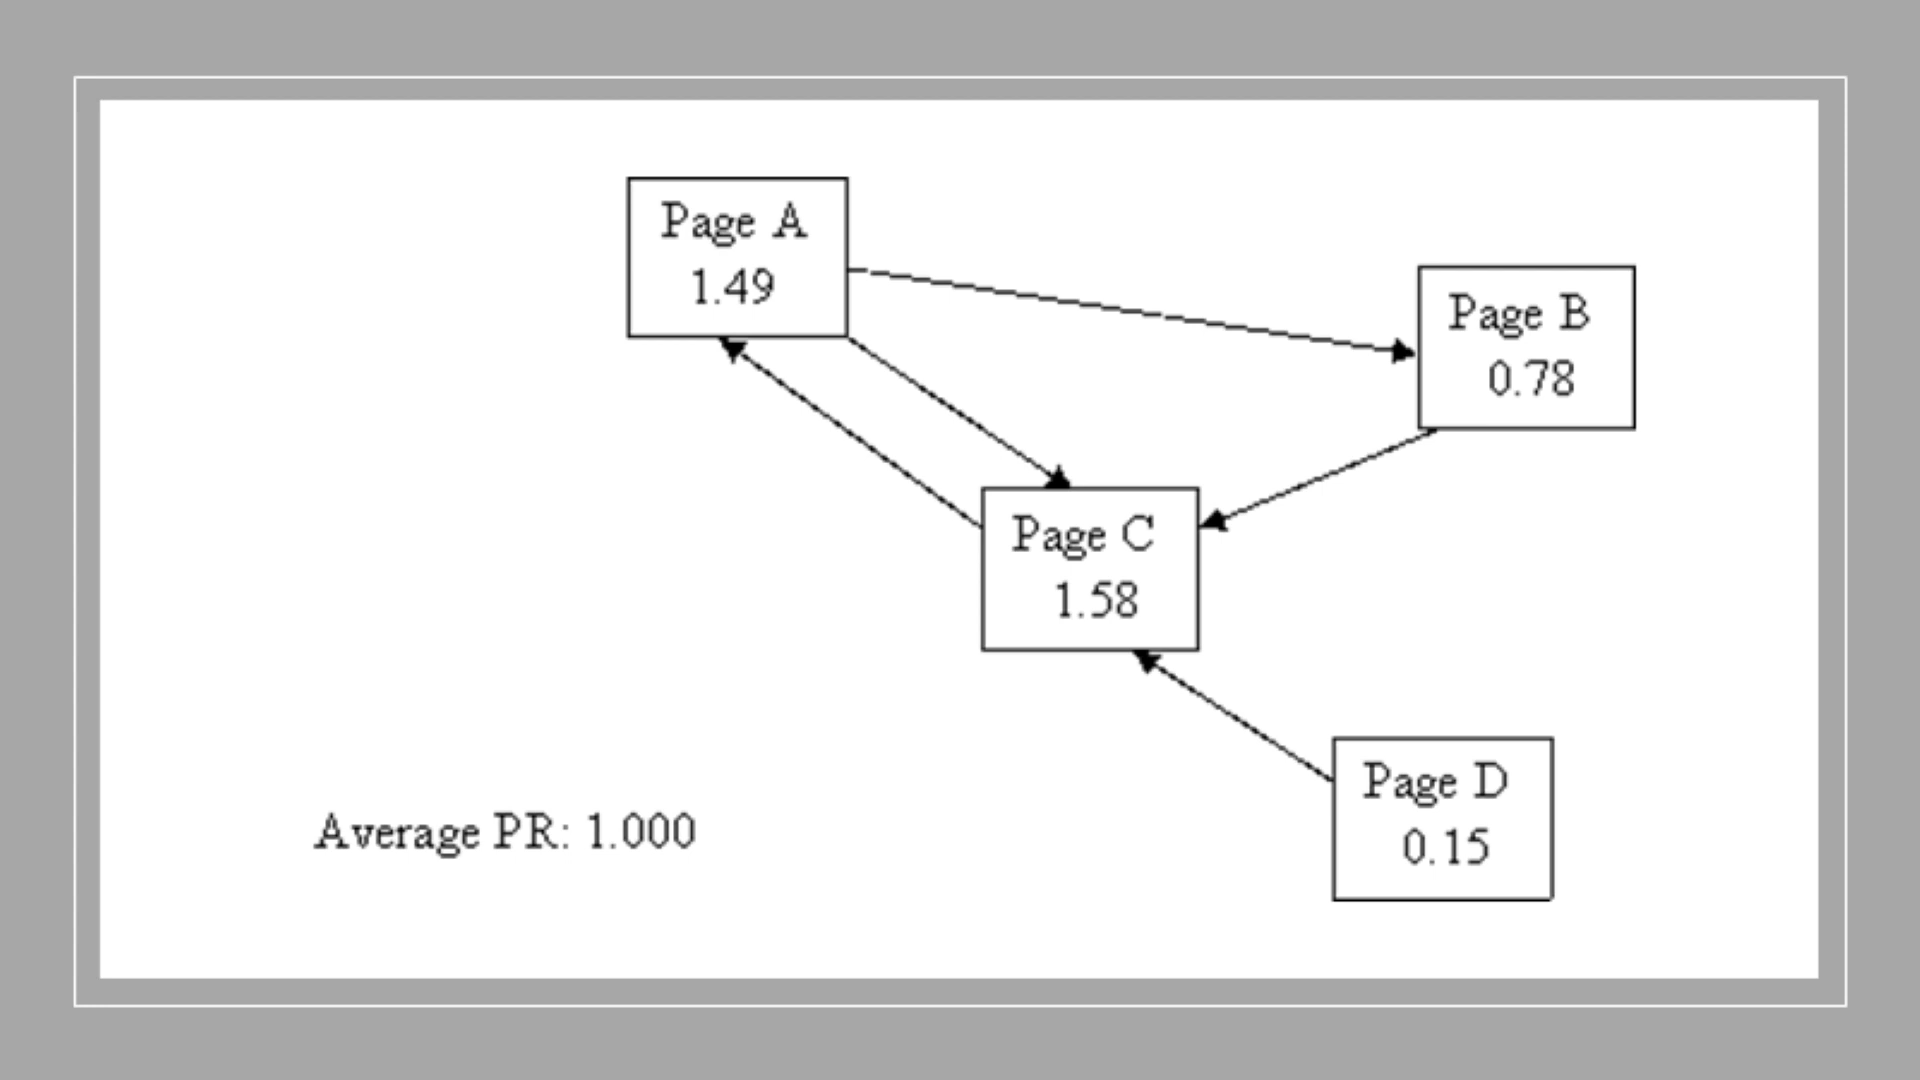 Page A
1.49
Page B
0.78
Page C
1.58
Page D
0.15
Average PR: 1.000